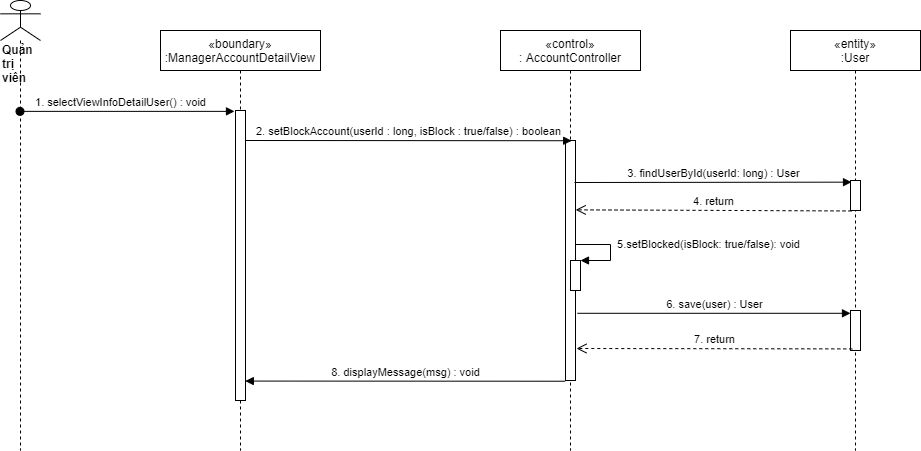 Quản
trị
viên
«boundary»
:ManagerAccountDetailView
«control»
: AccountController
«entity»
:User
1. selectViewInfoDetailUser() : void
2. setBlockAccount(userId : long, isBlock : true/false) : boolean
3. findUserById(userId: long) : User
4. return
5.setBlocked(isBlock: true/false): void
6. save(user) : User
7. return
8. displayMessage(msg) : void